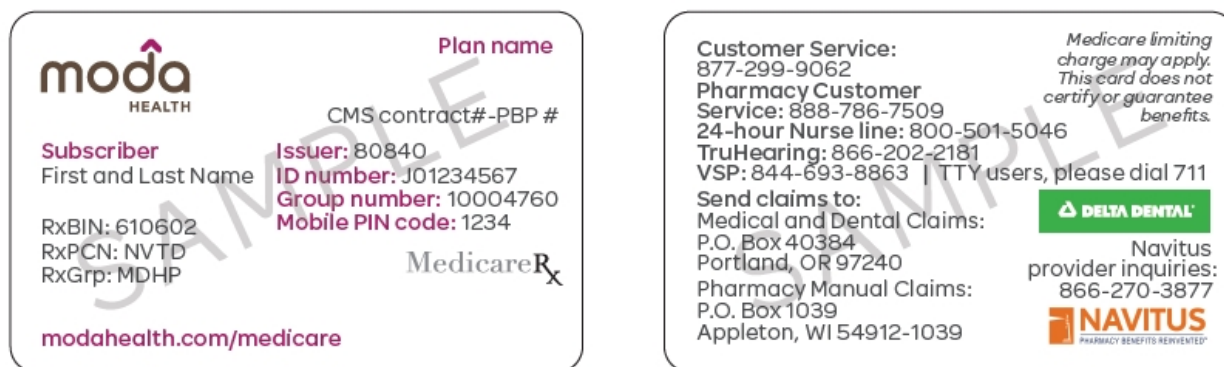 moda
HEALTH
Plan name
CMS contract#-PBP #
Subscriber
First and Last Name
Issuer: 80840
ID number: J01234567
Group number: 10004760
Mobile PIN code: 1234
RxBIN: 610602
RxPCN: NVTD
RxGrp: MDHP
MedicareRx
modahealth.com/medicare
SAMPLE
Customer Service:
877-299-9062
Pharmacy Customer
Service: 888-786-7509
24-hour Nurse line: 800-501-5046
TruHearing: 866-202-2181
VSP: 844-693-8863 | TTY users, please dial 711
Medicare limiting
charge may apply.
This card does not
certify or guarantee
benefits.
Send claims to:
Medical and Dental Claims:
P.O. Box 40384
Portland, OR 97240
Pharmacy Manual Claims:
P.O. Box 1039
Appleton, WI 54912-1039
DELTA DENTAL
Navitus
provider inquiries:
866-270-3877
NAVITUS
PHARMACY BENEFITS REINVENTED
SAMPLE